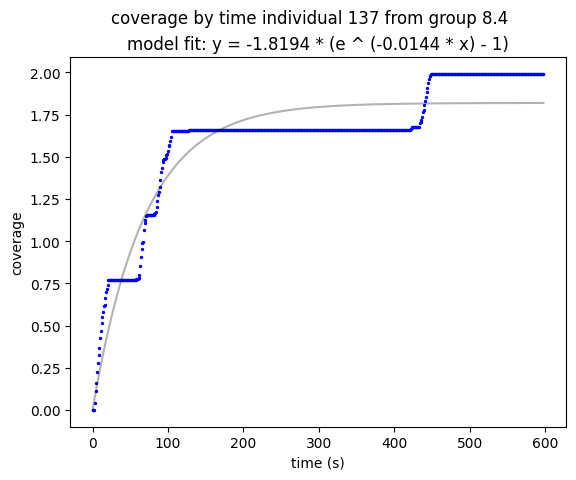 coverage by time individual 137 from group 8.4
model fit: y = -1.8194 * (e ^ (-0.0144 * x) - 1)
2.00
1.75
1.50
1.25
1.00
0.75
0.50
0.25
0.00
coverage
0 100 200 300 400 500 600
time (s)